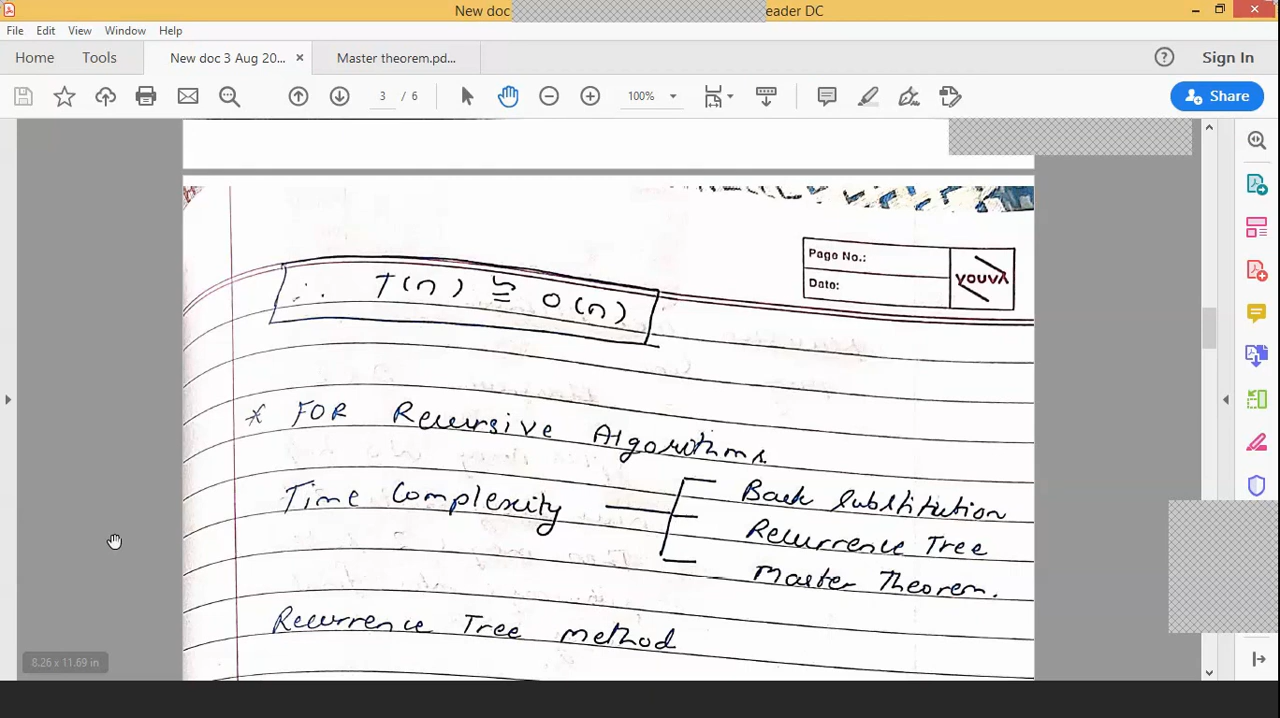 New doc eader DC
File Edit View Window Help
Home Tools New doc 3 Aug 20... × Master theorem.pd... Sign In
3 / 6 100% Share
Page No.:
Date:
YOUVA
∴ T(n) ≅ O(n)
* FOR Recursive Algorithms.
Time Complexity
Back Substitution
Recurrence Tree
Master Theorem.
Recurrence Tree method
8.26 x 11.69 in